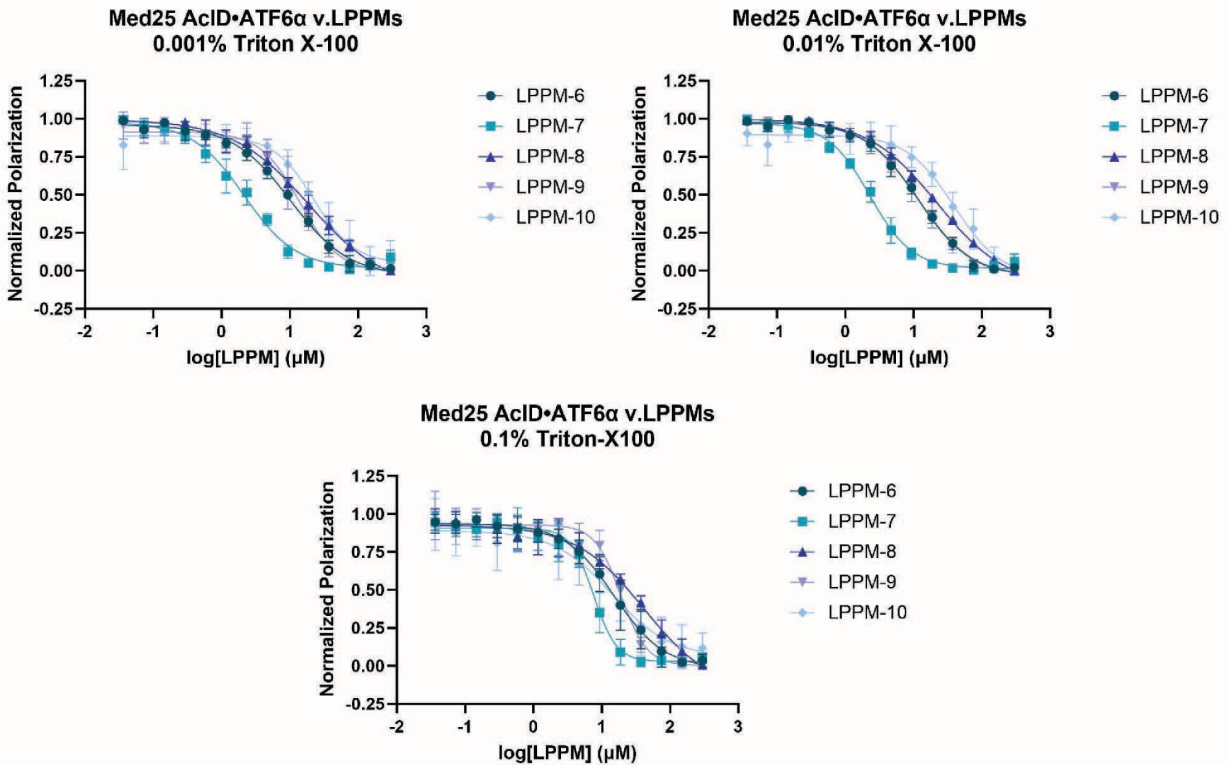 Med25 AcID•ATF6α v.LPPMs
0.001% Triton X-100
1.25
1.00
0.75
0.50
0.25
0.00
-0.25
Normalized Polarization
-2
-1
0
1
2
3
log[LPPM] (µM)
LPPM-6
LPPM-7
LPPM-8
LPPM-9
LPPM-10
Med25 AcID•ATF6α v.LPPMs
0.01% Triton X-100
1.25
1.00
0.75
0.50
0.25
0.00
-0.25
Normalized Polarization
-2
-1
0
1
2
3
log[LPPM] (µM)
LPPM-6
LPPM-7
LPPM-8
LPPM-9
LPPM-10
Med25 AcID•ATF6α v.LPPMs
0.1% Triton-X100
1.25
1.00
0.75
0.50
0.25
0.00
-0.25
Normalized Polarization
-2
-1
0
1
2
3
log[LPPM] (µM)
LPPM-6
LPPM-7
LPPM-8
LPPM-9
LPPM-10